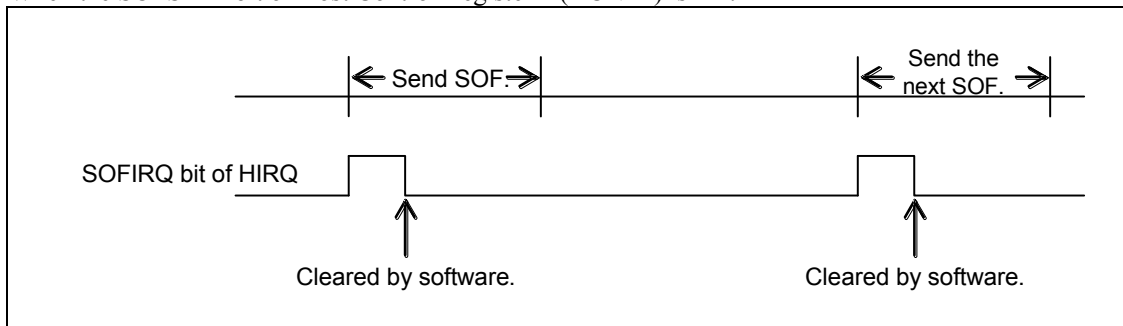 Send SOF.
Send the
next SOF.
SOFIRQ bit of HIRQ
Cleared by software.
Cleared by software.